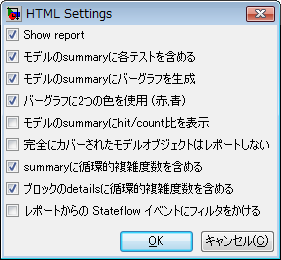 HTML Settings
Show report
モデルのsummaryに各テストを含める
モデルのsummaryにバーグラフを生成
バーグラフに2つの色を使用 (赤,青)
モデルのsummaryにhit/count比を表示
完全にカバーされたモデルオブジェクトはレポートしない
summaryに循環的複雑度数を含める
ブロックのdetailsに循環的複雑度数を含める
レポートからの Stateflow イベントにフィルタをかける
OK
キャンセル(C)